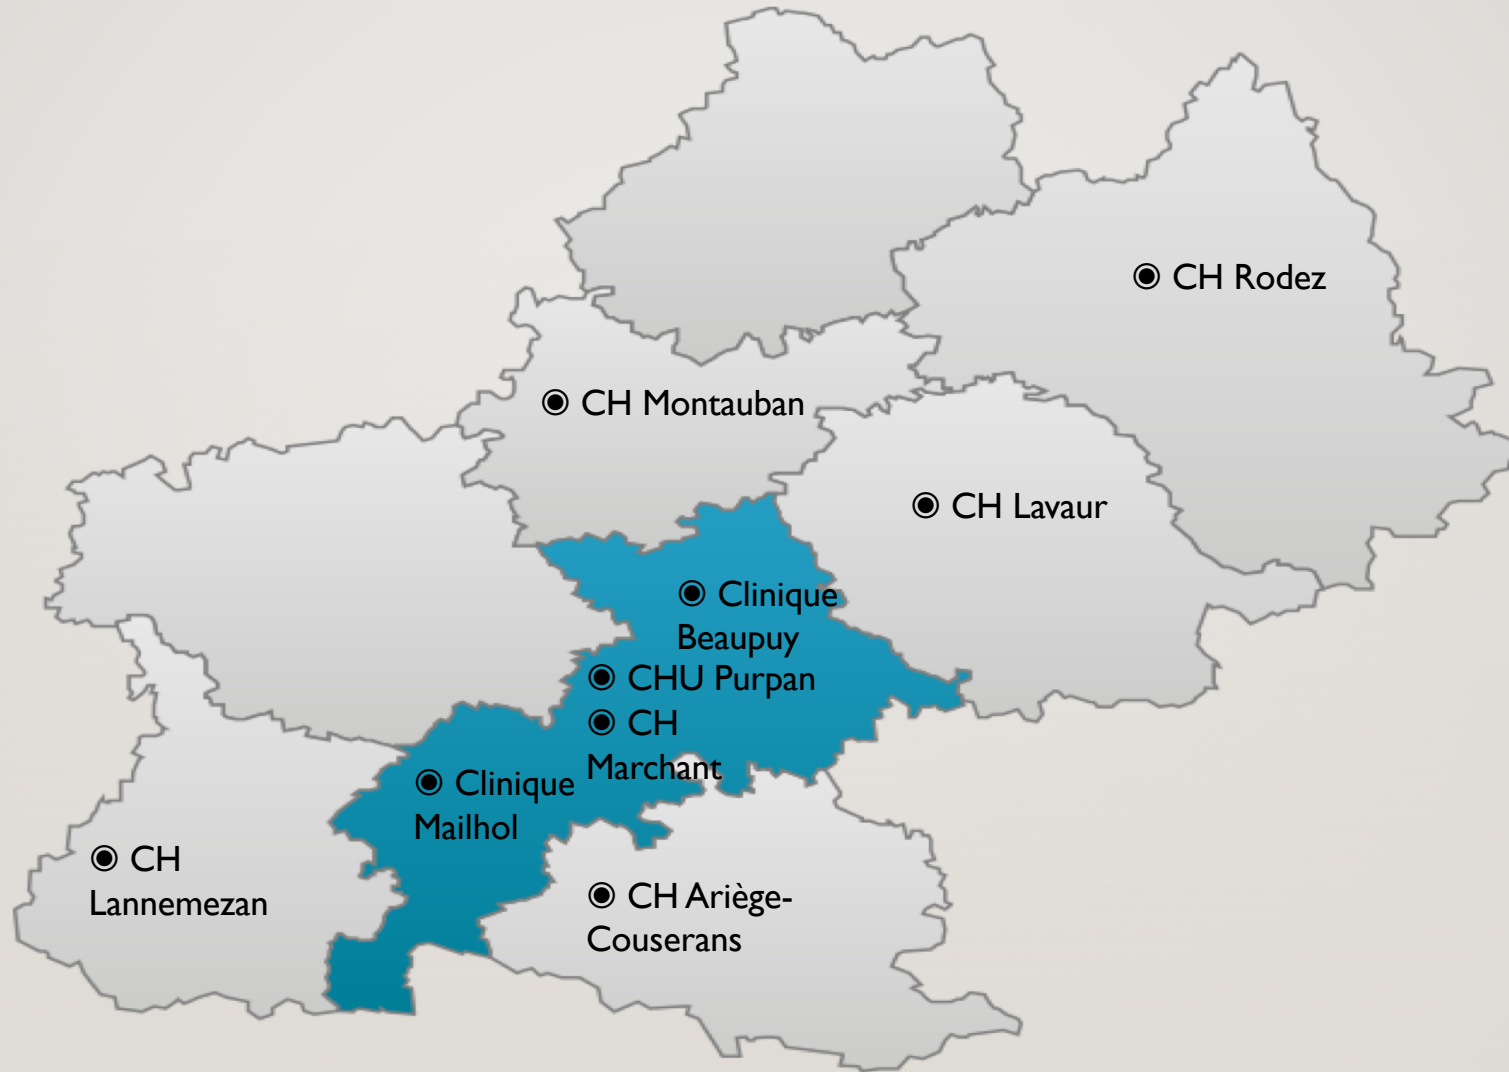 ◉ CH Rodez
◉ CH Montauban
◉ CH Lavaur
◉ Clinique
Beaupuy
◉ CHU Purpan
◉ CH
Marchant
◉ Clinique
Mailhol
◉ CH
Lannemezan
◉ CH Ariège-
Couserans